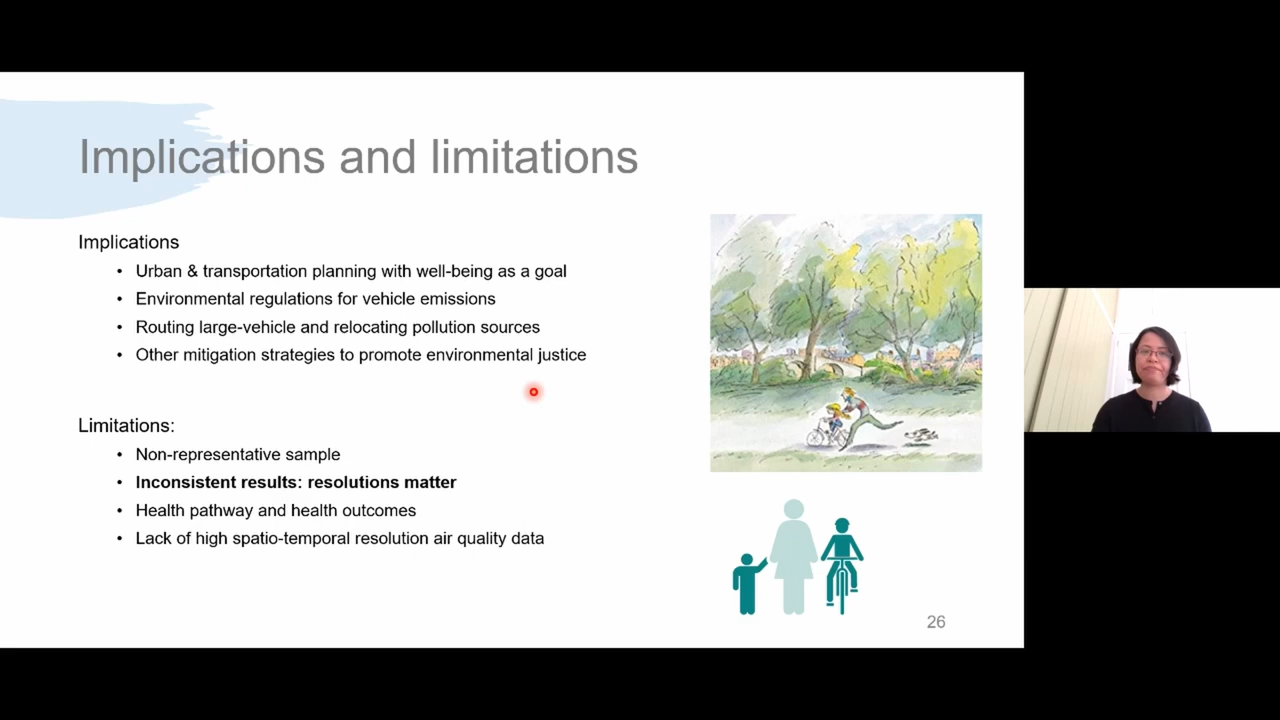 Implications and limitations
Implications
• Urban & transportation planning with well-being as a goal
• Environmental regulations for vehicle emissions
• Routing large-vehicle and relocating pollution sources
• Other mitigation strategies to promote environmental justice
Limitations:
• Non-representative sample
• Inconsistent results: resolutions matter
• Health pathway and health outcomes
• Lack of high spatio-temporal resolution air quality data
26